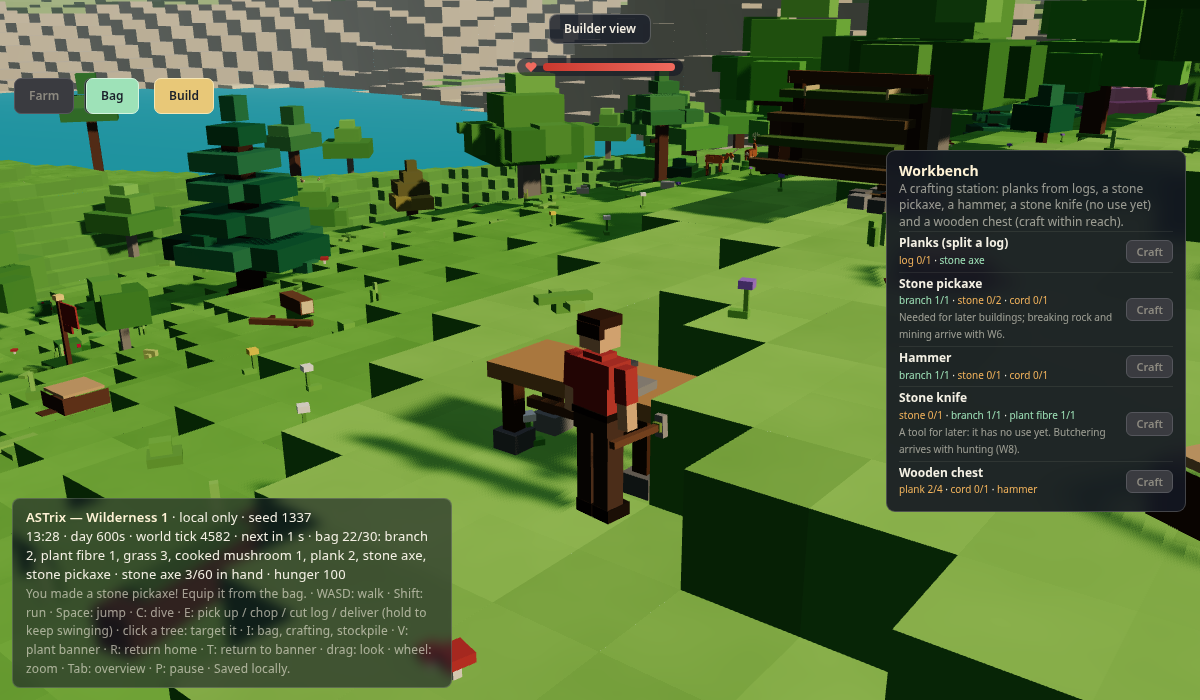 Builder view
Farm
Bag
Build
Workbench
A crafting station: planks from logs, a stone
pickaxe, a hammer, a stone knife (no use yet)
and a wooden chest (craft within reach).
Planks (split a log)
log 0/1 · stone axe
Craft
Stone pickaxe
branch 1/1 · stone 0/2 · cord 0/1
Needed for later buildings; breaking rock and
mining arrive with W6.
Craft
Hammer
branch 1/1 · stone 0/1 · cord 0/1
Craft
Stone knife
stone 0/1 · branch 1/1 · plant fibre 1/1
A tool for later: it has no use yet. Butchering
arrives with hunting (W8).
Craft
Wooden chest
plank 2/4 · cord 0/1 · hammer
Craft
ASTrix — Wilderness 1 · local only · seed 1337
13:28 · day 600s · world tick 4582 · next in 1 s · bag 22/30: branch
2, plant fibre 1, grass 3, cooked mushroom 1, plank 2, stone axe,
stone pickaxe · stone axe 3/60 in hand · hunger 100
You made a stone pickaxe! Equip it from the bag. · WASD: walk · Shift:
run · Space: jump · C: dive · E: pick up / chop / cut log / deliver (hold to
keep swinging) · click a tree: target it · I: bag, crafting, stockpile · V:
plant banner · R: return home · T: return to banner · drag: look · wheel:
zoom · Tab: overview · P: pause · Saved locally.